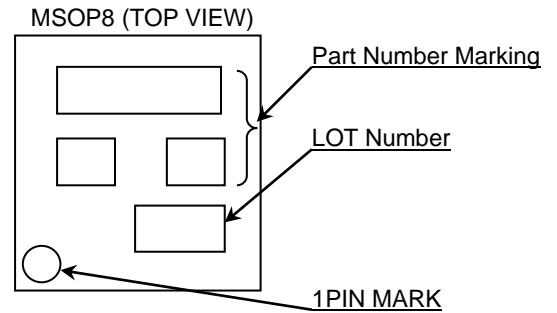 MSOP8 (TOP VIEW)
Part Number Marking
LOT Number
1PIN MARK